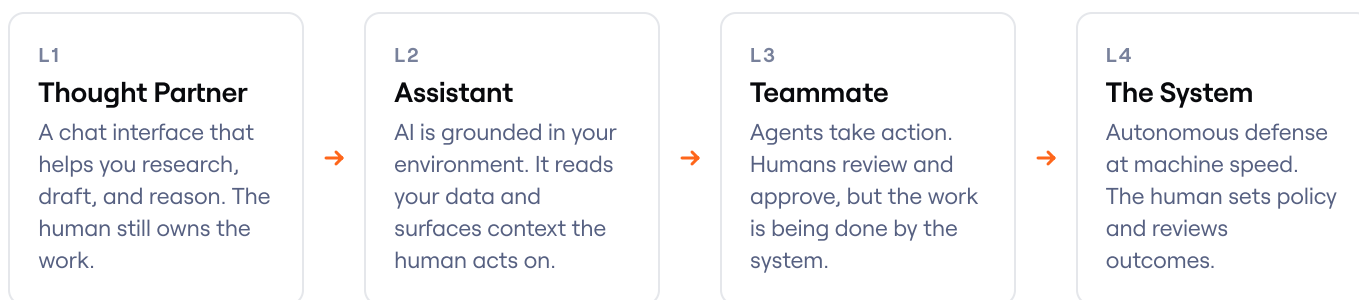 L1
Thought Partner
A chat interface that
helps you research,
draft, and reason. The
human still owns the
work.
L2
Assistant
AI is grounded in your
environment. It reads
your data and
surfaces context the
human acts on.
L3
Teammate
Agents take action.
Humans review and
approve, but the work
is being done by the
system.
L4
The System
Autonomous defense
at machine speed.
The human sets policy
and reviews
outcomes.